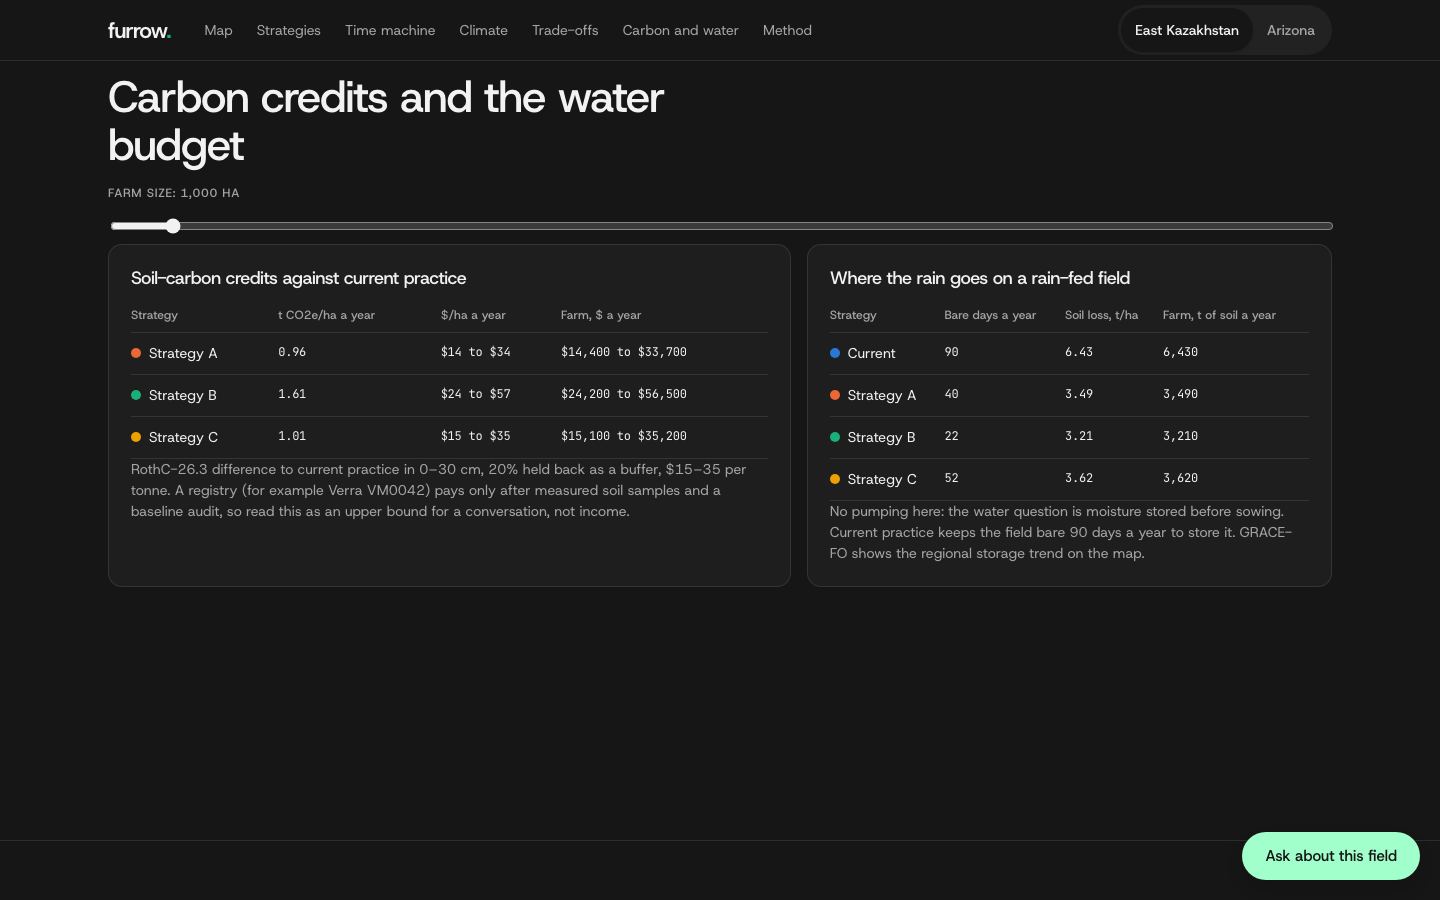 furrow.
Map Strategies Time machine Climate Trade-offs Carbon and water Method
East Kazakhstan Arizona
Carbon credits and the water
budget
FARM SIZE: 1,000 HA
Soil-carbon credits against current practice
Strategy t CO2e/ha a year $/ha a year Farm, $ a year
Strategy A 0.96 $14 to $34 $14,400 to $33,700
Strategy B 1.61 $24 to $57 $24,200 to $56,500
Strategy C 1.01 $15 to $35 $15,100 to $35,200
RothC-26.3 difference to current practice in 0–30 cm, 20% held back as a buffer, $15–35 per
tonne. A registry (for example Verra VM0042) pays only after measured soil samples and a
baseline audit, so read this as an upper bound for a conversation, not income.
Where the rain goes on a rain-fed field
Strategy Bare days a year Soil loss, t/ha Farm, t of soil a year
Current 90 6.43 6,430
Strategy A 40 3.49 3,490
Strategy B 22 3.21 3,210
Strategy C 52 3.62 3,620
No pumping here: the water question is moisture stored before sowing.
Current practice keeps the field bare 90 days a year to store it. GRACE-
FO shows the regional storage trend on the map.
Ask about this field